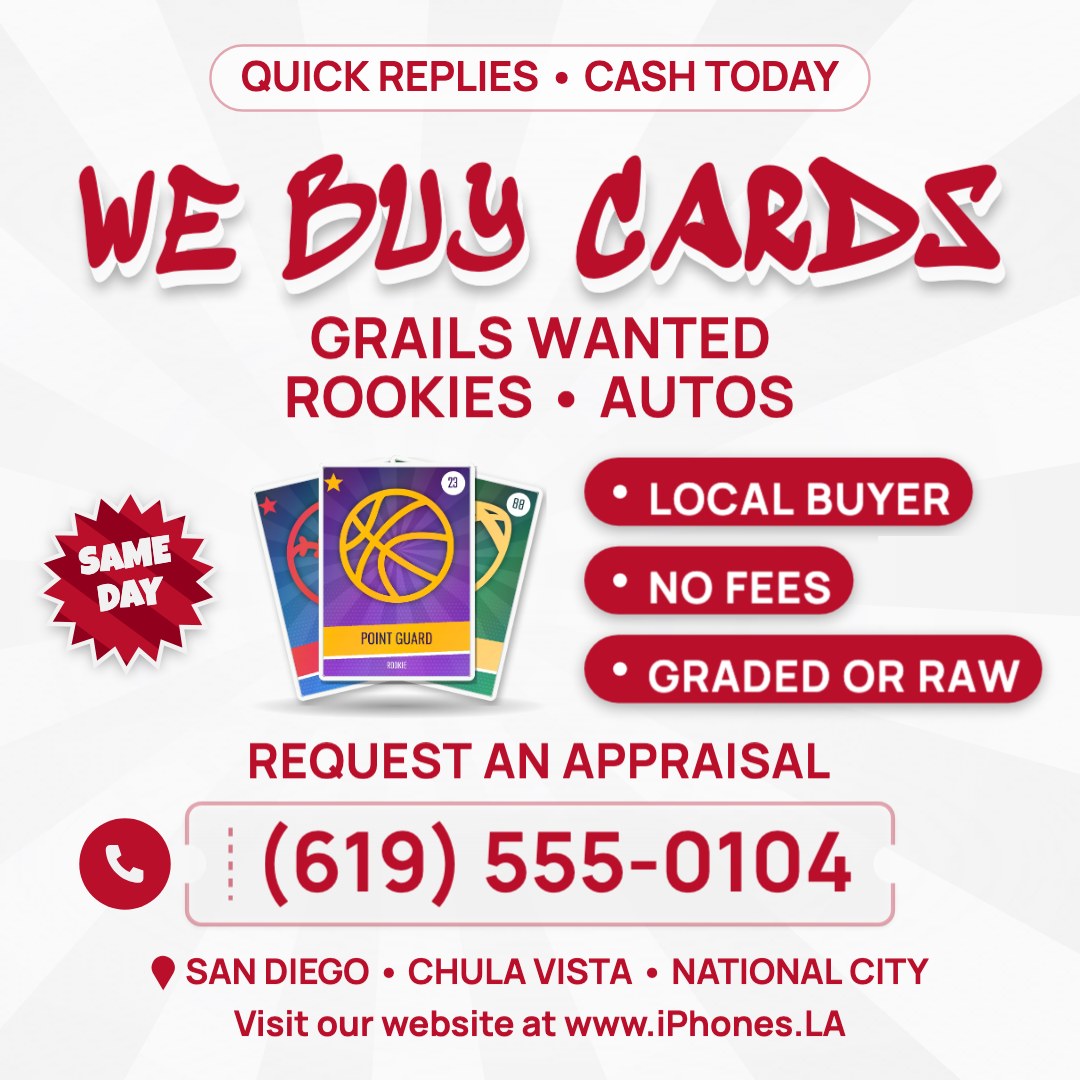 QUICK REPLIES • CASH TODAY
WE BUY CARDS
GRAILS WANTED
ROOKIES • AUTOS
SAME
DAY
23
88
POINT GUARD
ROOKIE
• LOCAL BUYER
• NO FEES
• GRADED OR RAW
REQUEST AN APPRAISAL
(619) 555-0104
SAN DIEGO • CHULA VISTA • NATIONAL CITY
Visit our website at www.iPhones.LA